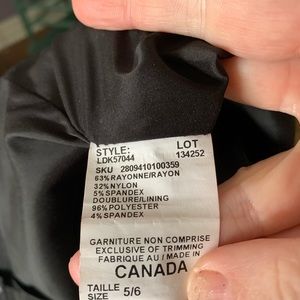 STYLE: LOT
LDK57044 134252
SKU 2809410100359
63%RAYONNE/RAYON
32%NYLON
5%SPANDEX
DOUBLURE/LINING
96%POLYESTER
4%SPANDEX
GARNITURE NON COMPRISE
EXCLUSIVE OF TRIMMING
FABRIQUE AU / MADE IN
CANADA
TAILLE
SIZE 5/6